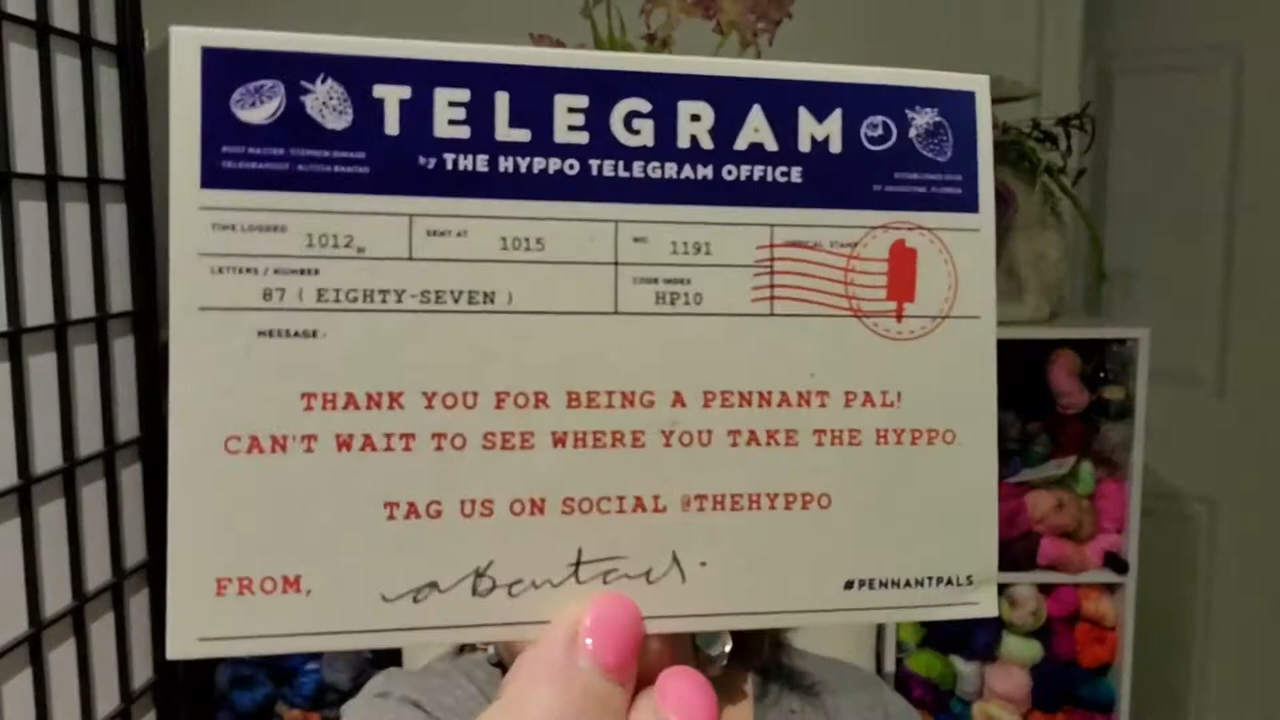 TELEGRAM
by THE HYPPO TELEGRAM OFFICE
TIME LOGGED 1012 SENT AT 1015 NO. 1191
LETTERS / NUMBER CODE INDEX
87 ( EIGHTY-SEVEN ) HP10
MESSAGE:
THANK YOU FOR BEING A PENNANT PAL!
CAN'T WAIT TO SEE WHERE YOU TAKE THE HYPPO.
TAG US ON SOCIAL @THEHYPPO
FROM,
#PENNANTPALS